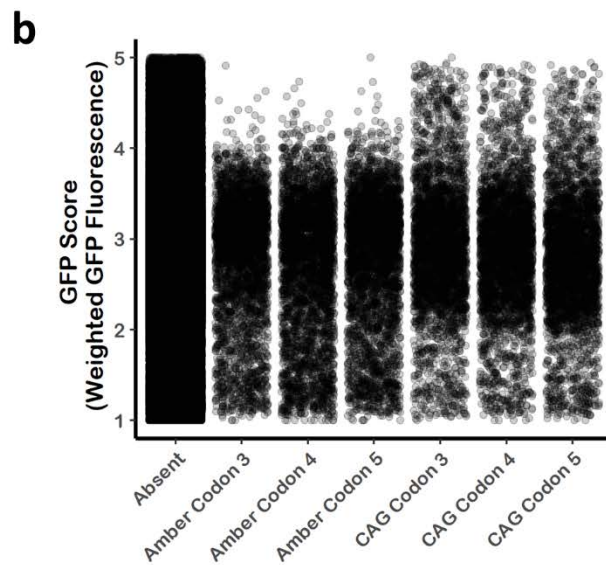 b
GFP Score
(Weighted GFP Fluorescence)
5
4
3
2
1
Absent
Amber Codon 3
Amber Codon 4
Amber Codon 5
CAG Codon 3
CAG Codon 4
CAG Codon 5